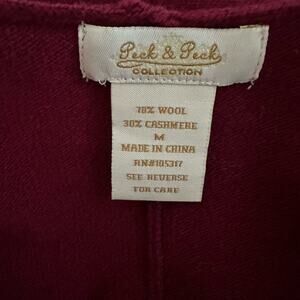 Peck & Peck
COLLECTION
70% WOOL
30% CASHMERE
M
MADE IN CHINA
RN#105317
SEE REVERSE
FOR CARE